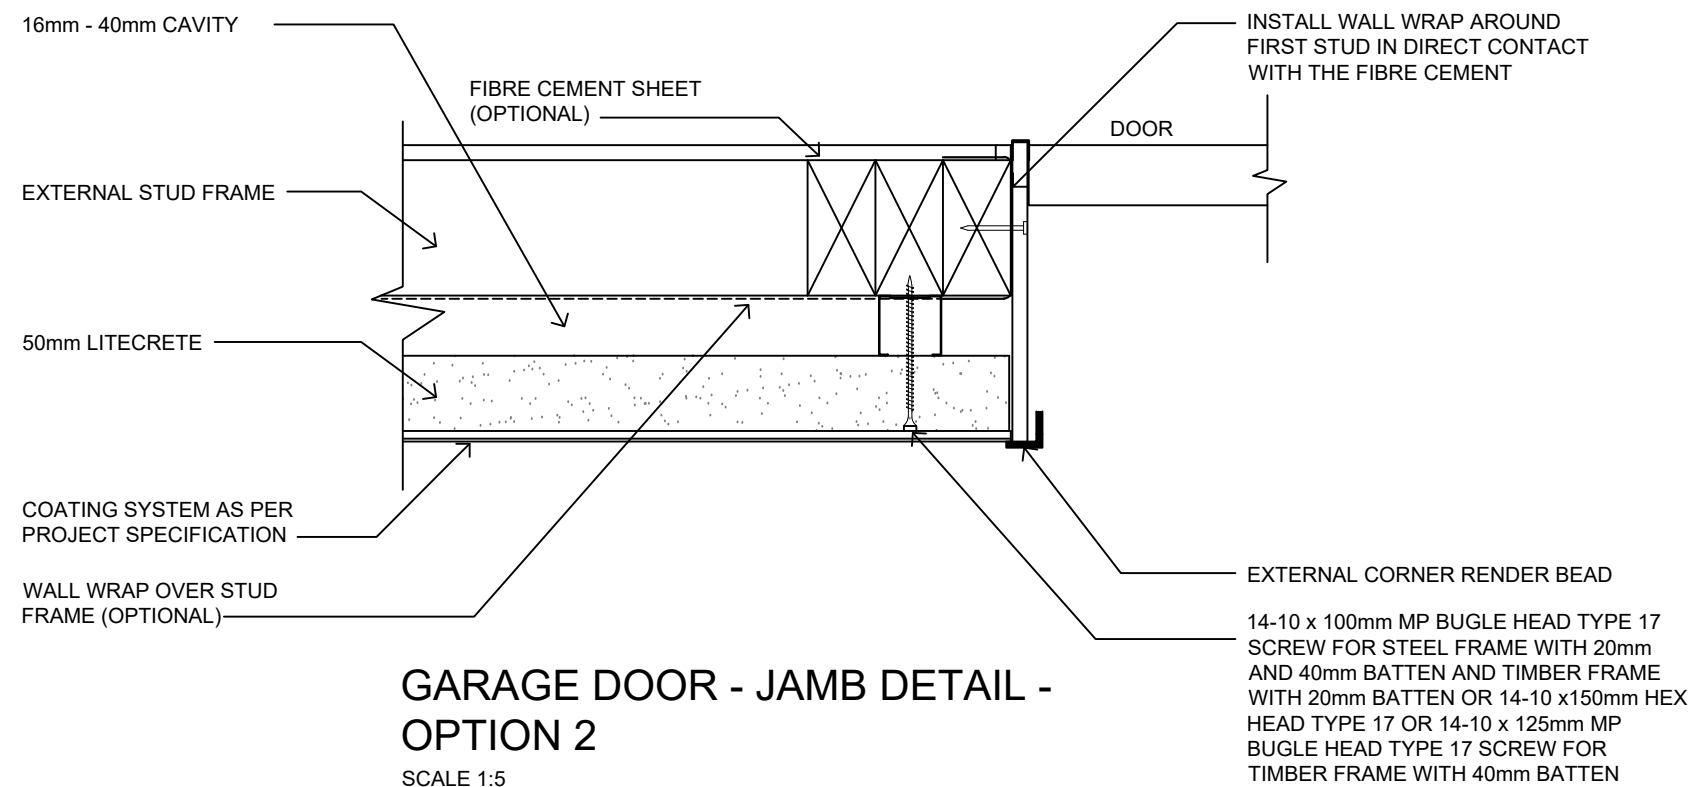 16mm - 40mm CAVITY
INSTALL WALL WRAP AROUND
FIRST STUD IN DIRECT CONTACT
WITH THE FIBRE CEMENT
FIBRE CEMENT SHEET
(OPTIONAL)
DOOR
EXTERNAL STUD FRAME
50mm LITECRETE
COATING SYSTEM AS PER
PROJECT SPECIFICATION
WALL WRAP OVER STUD
FRAME (OPTIONAL)
EXTERNAL CORNER RENDER BEAD
14-10 x 100mm MP BUGLE HEAD TYPE 17
SCREW FOR STEEL FRAME WITH 20mm
AND 40mm BATTEN AND TIMBER FRAME
WITH 20mm BATTEN OR 14-10 x150mm HEX
HEAD TYPE 17 OR 14-10 x 125mm MP
BUGLE HEAD TYPE 17 SCREW FOR
TIMBER FRAME WITH 40mm BATTEN
GARAGE DOOR - JAMB DETAIL -
OPTION 2
SCALE 1:5